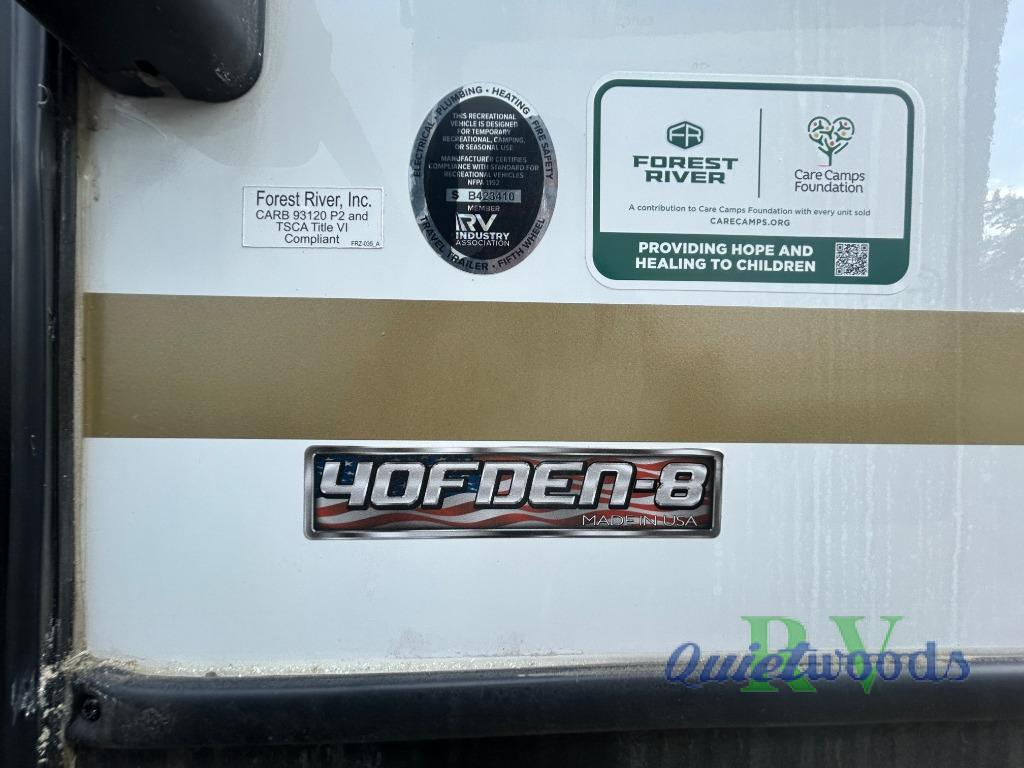 Forest River, Inc.
CARB 93120 P2 and
TSCA Title VI
Compliant
FRZ-035_A
ELECTRICAL • PLUMBING • HEATING • FIRE SAFETY
THIS RECREATIONAL
VEHICLE IS DESIGNED
FOR TEMPORARY
RECREATIONAL, CAMPING,
OR SEASONAL USE
MANUFACTURER CERTIFIES
COMPLIANCE WITH STANDARD FOR
RECREATIONAL VEHICLES
NFPA 1192
S B423410
MEMBER
RV
INDUSTRY
ASSOCIATION
TRAVEL TRAILER • FIFTH WHEEL
FR
FOREST
RIVER
Care Camps
Foundation
A contribution to Care Camps Foundation with every unit sold
CARECAMPS.ORG
PROVIDING HOPE AND
HEALING TO CHILDREN
40FDEN-8
MADE IN USA
Quietwoods RV